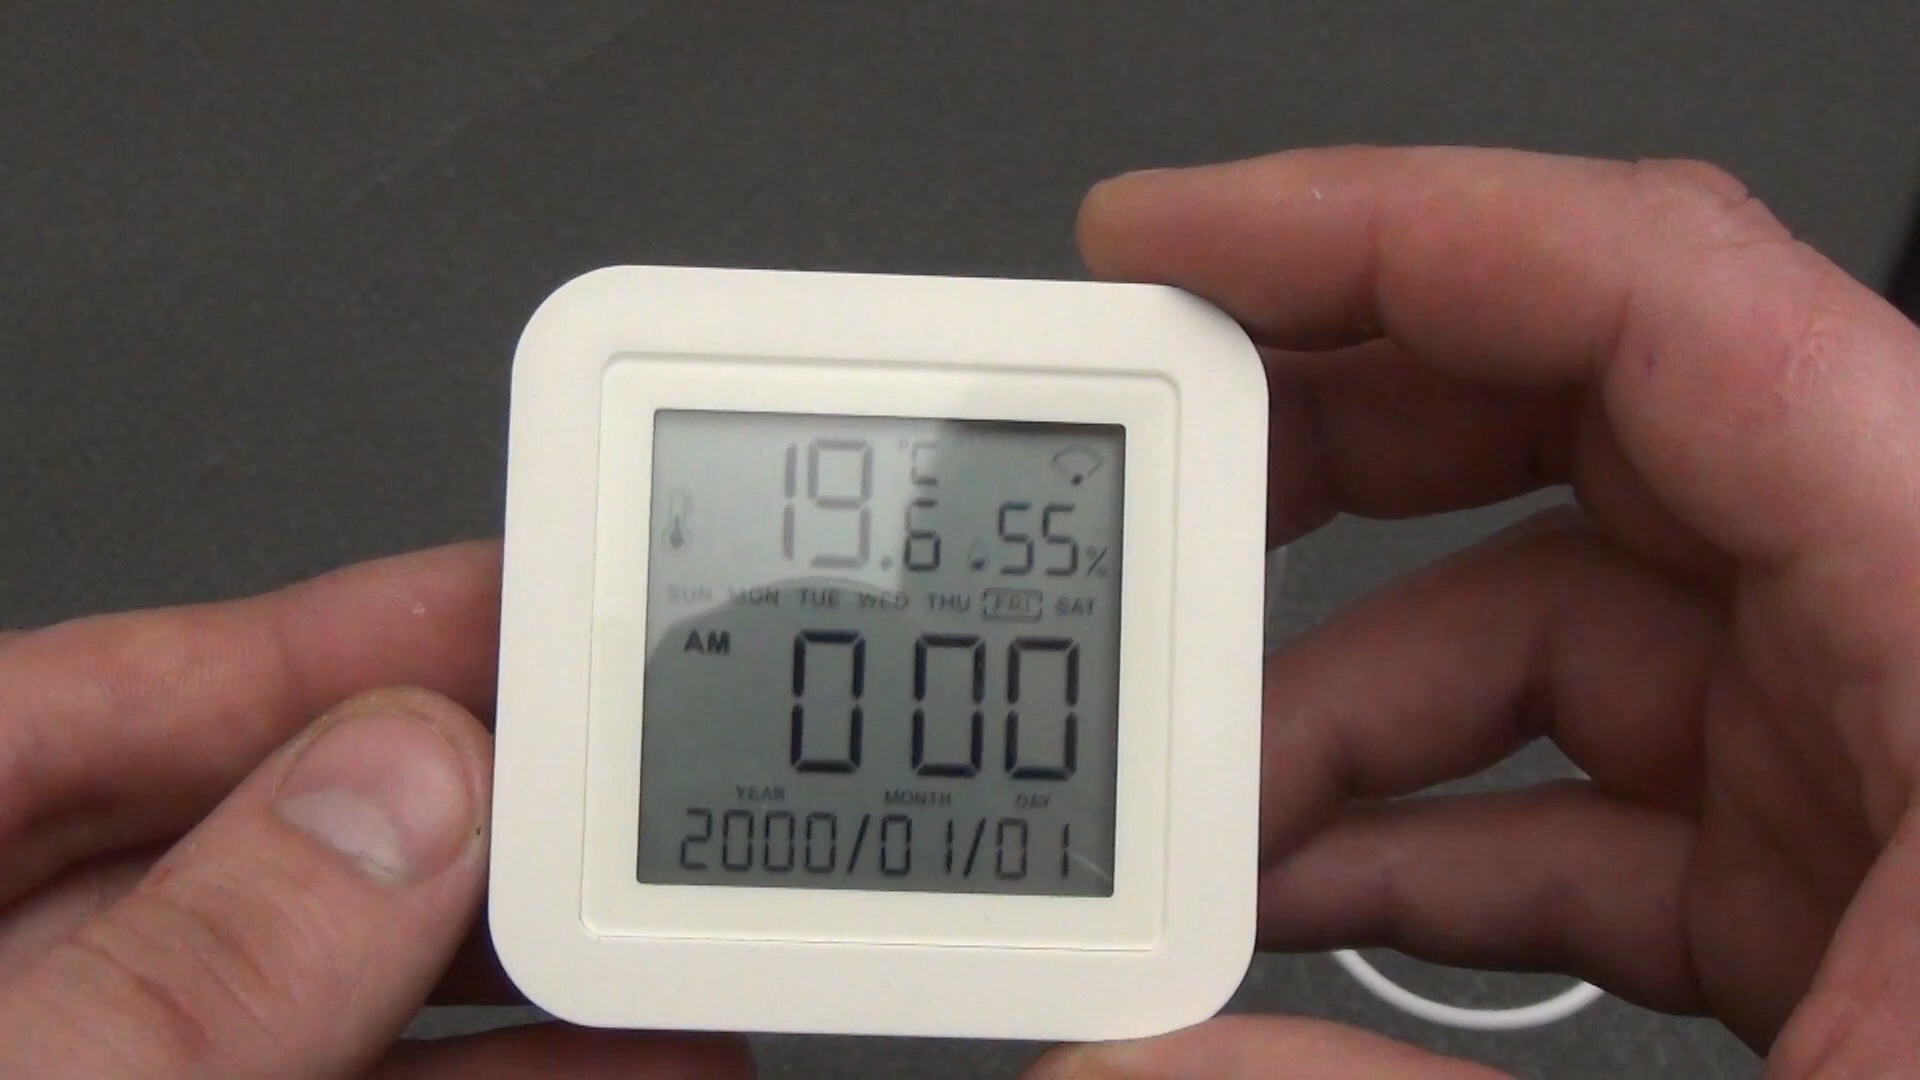 19.6 °C 55%
SUN MON TUE WED THU FRI SAT
AM 0 00
YEAR MONTH DAY
2000/01/01